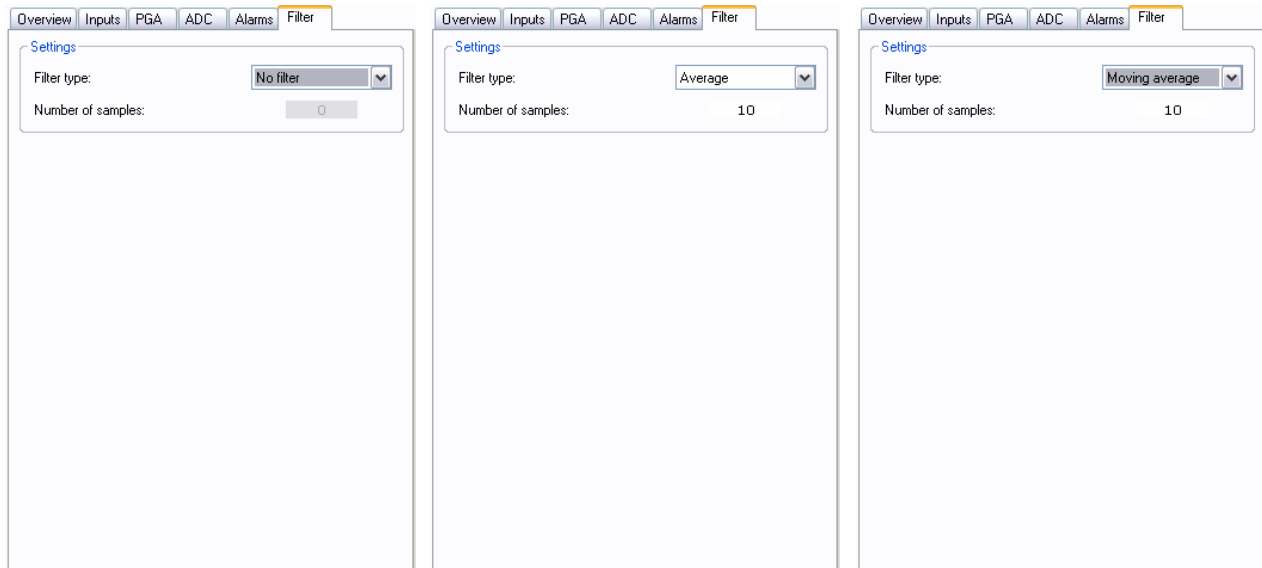 Overview Inputs PGA ADC Alarms Filter
Settings
Filter type: No filter
Number of samples: 0
Overview Inputs PGA ADC Alarms Filter
Settings
Filter type: Average
Number of samples: 10
Overview Inputs PGA ADC Alarms Filter
Settings
Filter type: Moving average
Number of samples: 10